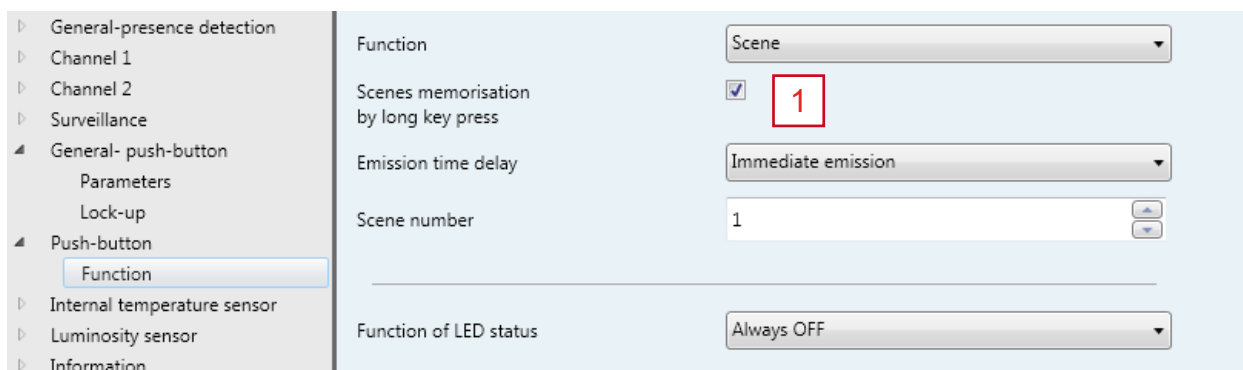 General-presence detection
Channel 1
Channel 2
Surveillance
General- push-button
Parameters
Lock-up
Push-button
Function
Internal temperature sensor
Luminosity sensor
Information
Function
Scene
Scenes memorisation
by long key press
1
Emission time delay
Immediate emission
Scene number
1
Function of LED status
Always OFF